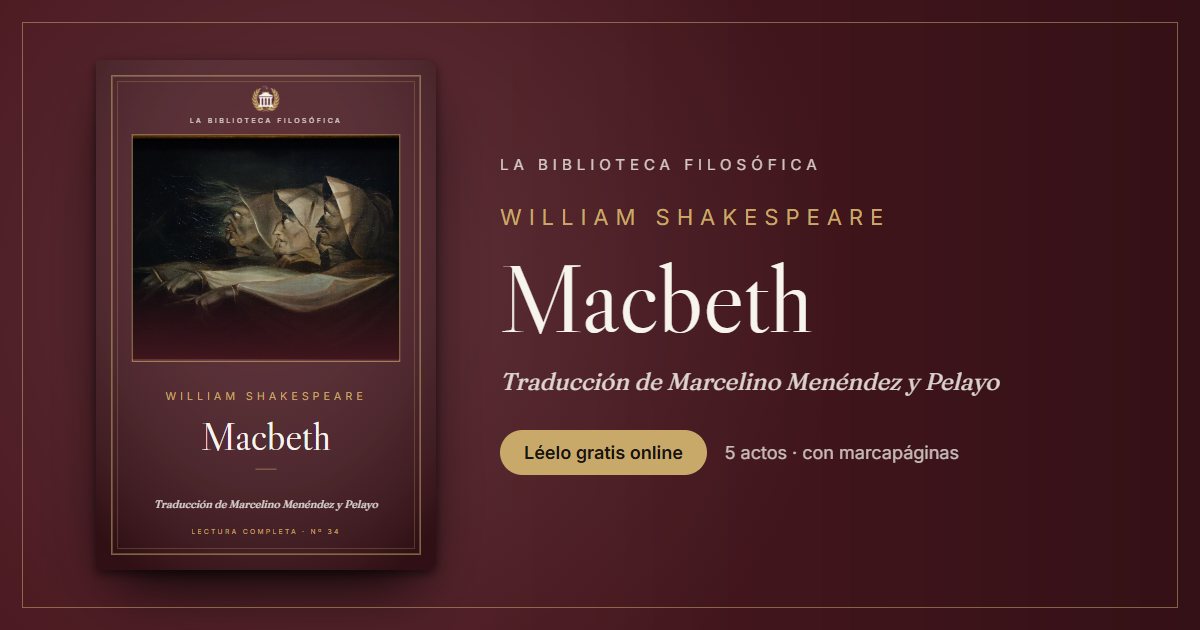 LA BIBLIOTECA FILOSÓFICA
WILLIAM SHAKESPEARE
Macbeth
Traducción de Marcelino Menéndez y Pelayo
LECTURA COMPLETA · Nº 34
LA BIBLIOTECA FILOSÓFICA
WILLIAM SHAKESPEARE
Macbeth
Traducción de Marcelino Menéndez y Pelayo
Léelo gratis online 5 actos · con marcapáginas